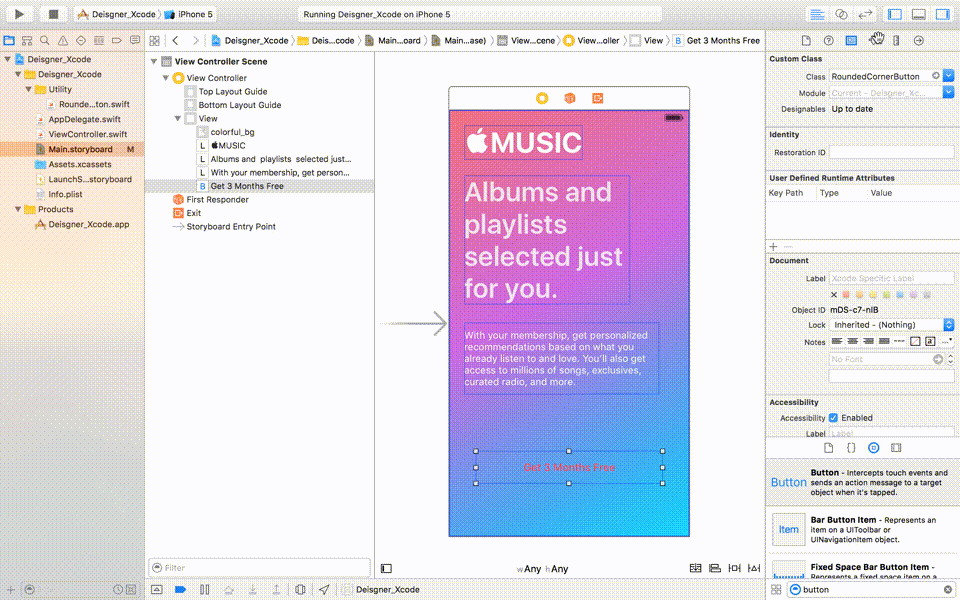 Deisgner_Xcode
iPhone 5
Running Deisgner_Xcode on iPhone 5
Deisgner_Xcode
Deis...code
Main...oard
Main...ase)
View...cene
View...oller
View
B Get 3 Months Free
Deisgner_Xcode
Deisgner_Xcode
Utility
Rounde...ton.swift
AppDelegate.swift
ViewController.swift
Main.storyboard M
Assets.xcassets
LaunchS...storyboard
Info.plist
Products
Deisgner_Xcode.app
View Controller Scene
View Controller
Top Layout Guide
Bottom Layout Guide
View
colorful_bg
L MUSIC
L Albums and playlists selected just...
L With your membership, get person...
B Get 3 Months Free
First Responder
Exit
Storyboard Entry Point
Filter
MUSIC
Albums and
playlists
selected just
for you.
With your membership, get personalized
recommendations based on what you
already listen to and love. You'll also get
access to millions of songs, exclusives,
curated radio, and more.
Get 3 Months Free
wAny hAny
Deisgner_Xcode
Custom Class
Class RoundedCornerButton
Module Current - Deisgner_Xc...
Designables Up to date
Identity
Restoration ID
User Defined Runtime Attributes
Key Path Type Value
Document
Label Xcode Specific Label
Object ID mDS-c7-nIB
Lock Inherited - (Nothing)
Notes
No Font
Accessibility
Accessibility Enabled
Label Label
Button
Button - Intercepts touch events and
sends an action message to a target
object when it's tapped.
Item
Bar Button Item - Represents
an item on a UIToolbar or
UINavigationItem object.
Fixed Space Bar Button Item -
Represents a fixed space item on a
button